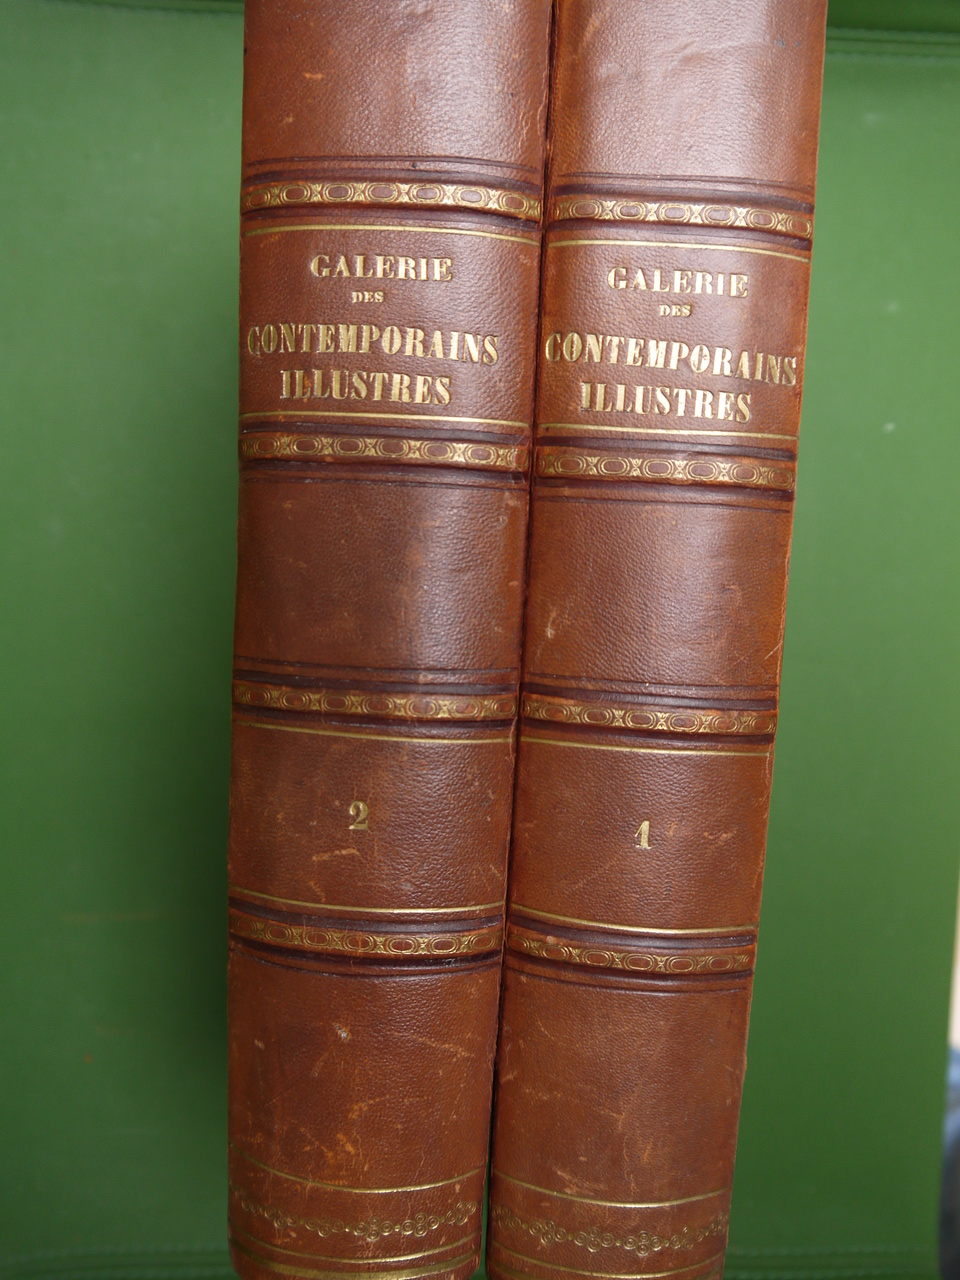 GALERIE
DES
CONTEMPORAINS
ILLUSTRES
2
GALERIE
DES
CONTEMPORAINS
ILLUSTRES
1